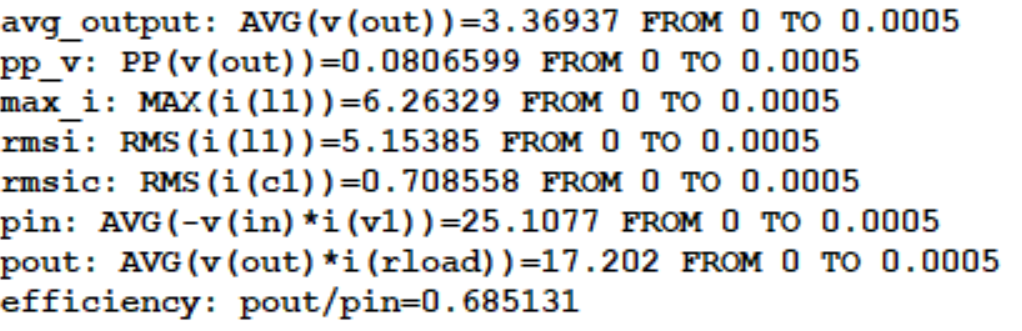 avg_output: AVG(v(out))=3.36937 FROM 0 TO 0.0005
pp_v: PP(v(out))=0.0806599 FROM 0 TO 0.0005
max_i: MAX(i(l1))=6.26329 FROM 0 TO 0.0005
rmsi: RMS(i(l1))=5.15385 FROM 0 TO 0.0005
rmsic: RMS(i(c1))=0.708558 FROM 0 TO 0.0005
pin: AVG(-v(in)*i(v1))=25.1077 FROM 0 TO 0.0005
pout: AVG(v(out)*i(rload))=17.202 FROM 0 TO 0.0005
efficiency: pout/pin=0.685131